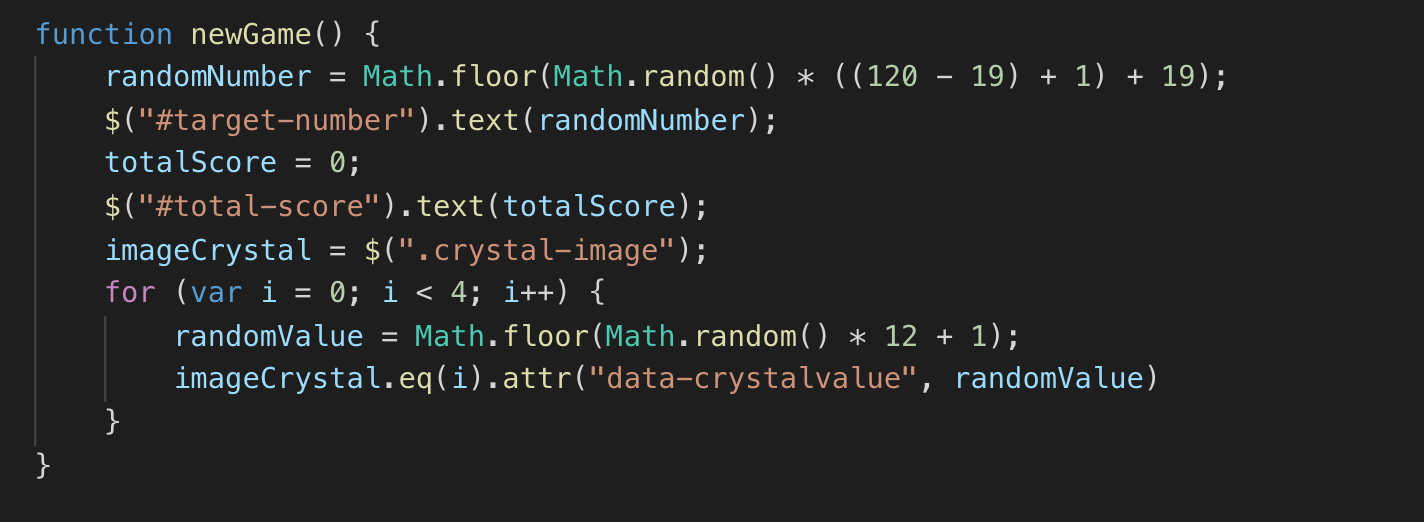 function newGame() {
    randomNumber = Math.floor(Math.random() * ((120 - 19) + 1) + 19);
    $("#target-number").text(randomNumber);
    totalScore = 0;
    $("#total-score").text(totalScore);
    imageCrystal = $(".crystal-image");
    for (var i = 0; i < 4; i++) {
        randomValue = Math.floor(Math.random() * 12 + 1);
        imageCrystal.eq(i).attr("data-crystalvalue", randomValue)
    }
}